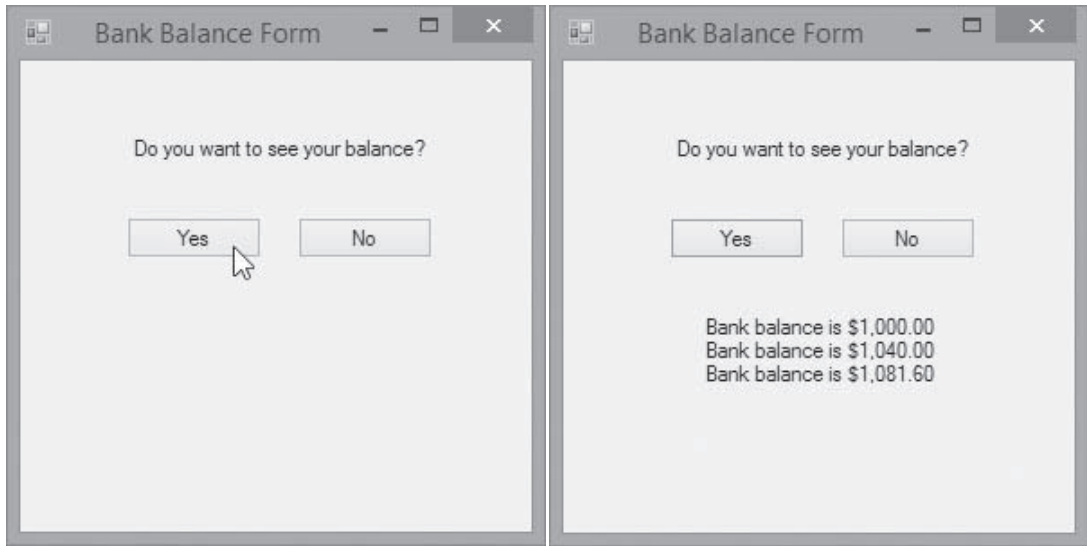 Bank Balance Form
Do you want to see your balance?
Yes No
Bank Balance Form
Do you want to see your balance?
Yes No
Bank balance is $1,000.00
Bank balance is $1,040.00
Bank balance is $1,081.60